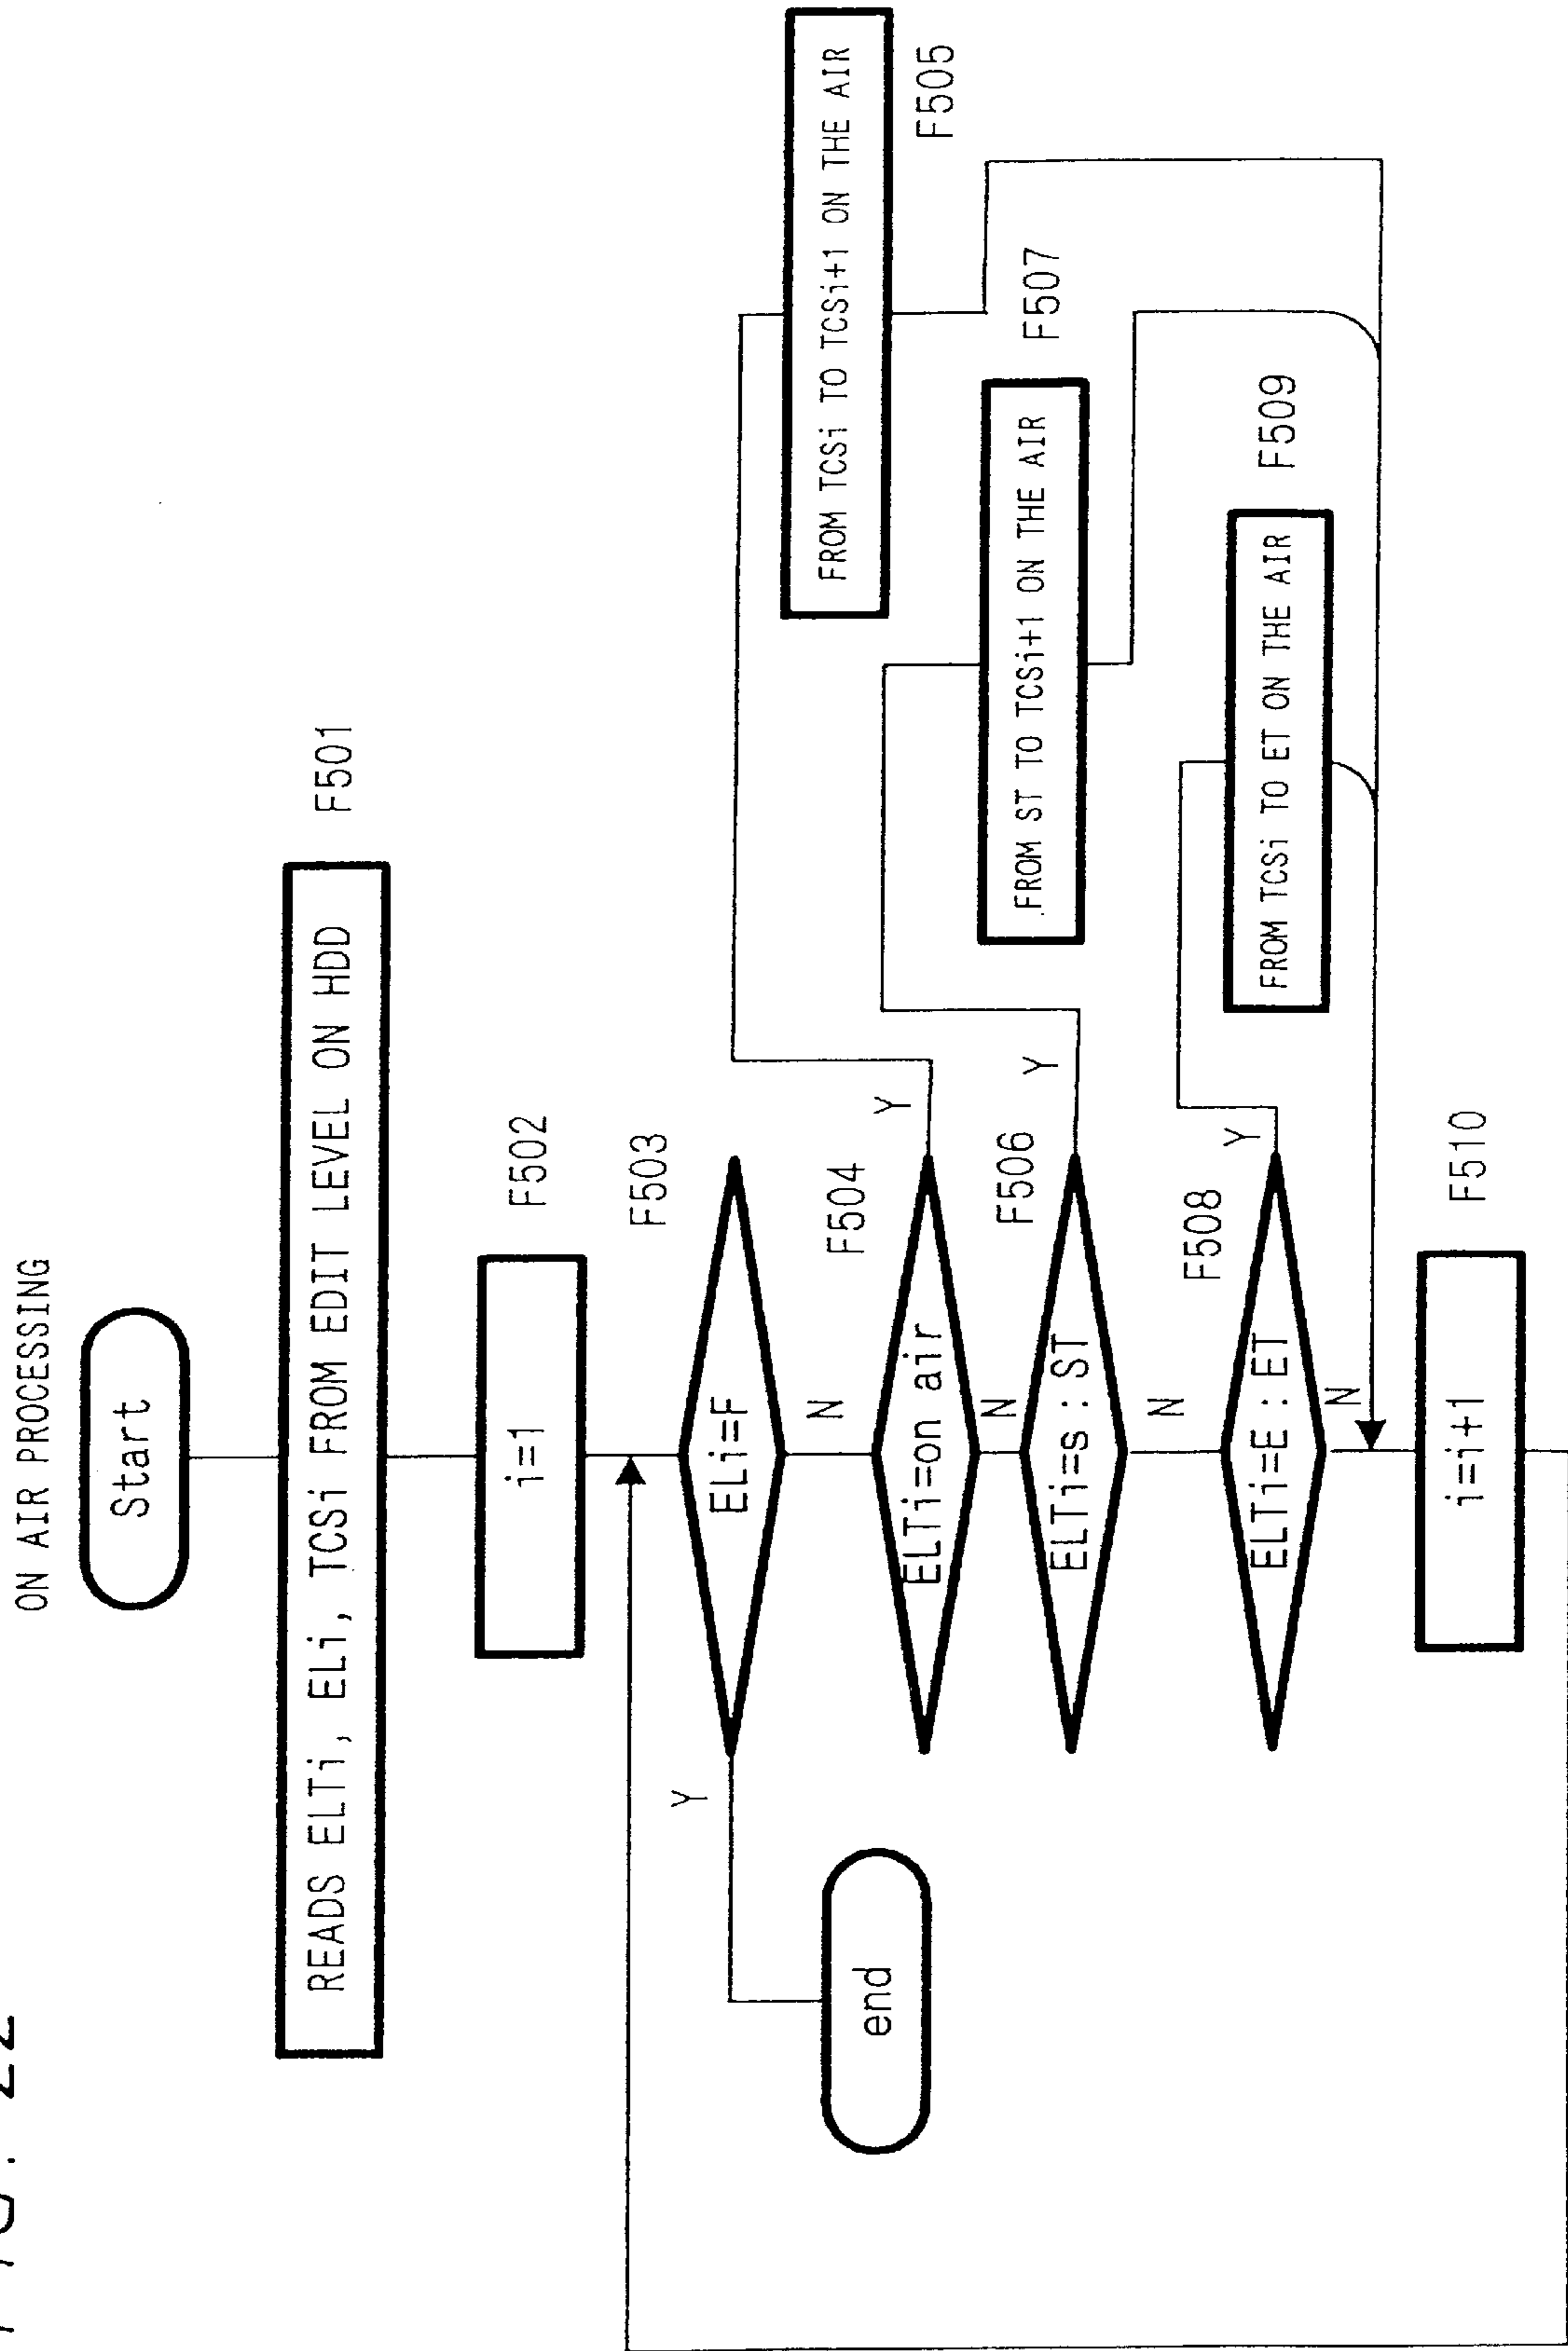 FIG. 22
ON AIR PROCESSING
Start
READS ELTi, ELi, TCSi FROM EDIT LEVEL ON HDD
F501
i=1
F502
F503
ELi=F
Y
N
end
F504
ELTi=on air
Y
N
FROM TCSi TO TCSi+1 ON THE AIR
F505
F506
ELTi=s:ST
Y
N
FROM ST TO TCSi+1 ON THE AIR
F507
F508
ELTi=E:ET
Y
N
FROM TCSi TO ET ON THE AIR
F509
i=i+1
F510